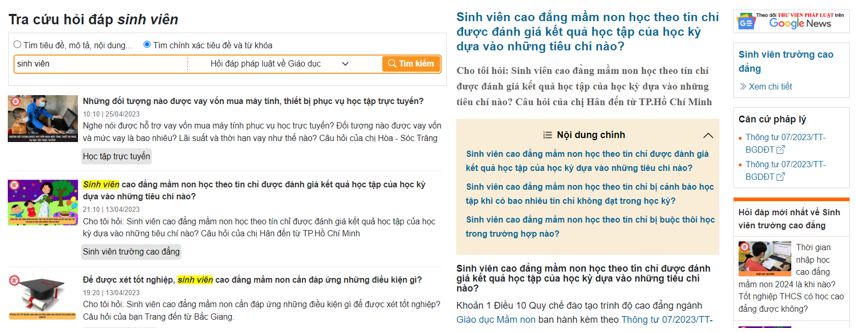 Tra cứu hỏi đáp sinh viên
Tìm tiêu đề, mô tả, nội dung... Tìm chính xác tiêu đề và từ khóa
sinh viên Hỏi đáp pháp luật về Giáo dục Tìm kiếm
Những đối tượng nào được vay vốn mua máy tính, thiết bị phục vụ học tập trực tuyến?
10:10 | 25/04/2023
Nghe nói được hỗ trợ vay vốn mua máy tính phục vụ học trực tuyến? Đối tượng nào được vay vốn
và mức vay là bao nhiêu? Lãi suất và thời hạn vay như thế nào? Câu hỏi của chị Hòa - Sóc Trăng
Học tập trực tuyến
Sinh viên cao đẳng mầm non học theo tín chỉ được đánh giá kết quả học tập của học kỳ
dựa vào những tiêu chí nào?
21:10 | 13/04/2023
Cho tôi hỏi: Sinh viên cao đẳng mầm non học theo tín chỉ được đánh giá kết quả học tập của học
kỳ dựa vào những tiêu chí nào? Câu hỏi của chị Hân đến từ TP.Hồ Chí Minh
Sinh viên trường cao đẳng
Để được xét tốt nghiệp, sinh viên cao đẳng mầm non cần đáp ứng những điều kiện gì?
19:20 | 13/04/2023
Cho tôi hỏi: Sinh viên cao đẳng mầm non cần đáp ứng những điều kiện gì để được xét tốt nghiệp?
Câu hỏi của bạn Trang đến từ Bắc Giang.
Sinh viên cao đẳng mầm non học theo tín chỉ
được đánh giá kết quả học tập của học kỳ
dựa vào những tiêu chí nào?
Cho tôi hỏi: Sinh viên cao đẳng mầm non học theo tín chỉ
được đánh giá kết quả học tập của học kỳ dựa vào những
tiêu chí nào? Câu hỏi của chị Hân đến từ TP.Hồ Chí Minh
Nội dung chính
Sinh viên cao đẳng mầm non học theo tín chỉ được đánh giá
kết quả học tập của học kỳ dựa vào những tiêu chí nào?
Sinh viên cao đẳng mầm non học theo tín chỉ bị cảnh báo học
tập khi có bao nhiêu tín chỉ không đạt trong học kỳ?
Sinh viên cao đẳng mầm non học theo tín chỉ bị buộc thôi học
trong trường hợp nào?
Sinh viên cao đẳng mầm non học theo tín chỉ được đánh
giá kết quả học tập của học kỳ dựa vào những tiêu chí
nào?
Khoản 1 Điều 10 Quy chế đào tạo trình độ cao đẳng ngành
Giáo dục Mầm non ban hành kèm theo Thông tư 07/2023/TT-
Theo dõi THƯ VIỆN PHÁP LUẬT trên
Google News
Sinh viên trường cao
đẳng
Xem chi tiết
Căn cứ pháp lý
Thông tư 07/2023/TT-
BGDĐT
Thông tư 07/2023/TT-
BGDĐT
Hỏi đáp mới nhất về Sinh
viên trường cao đẳng
Thời gian
nhập học
cao đẳng
mầm non 2024 là khi nào?
Tốt nghiệp THCS có học cao
đẳng được không?